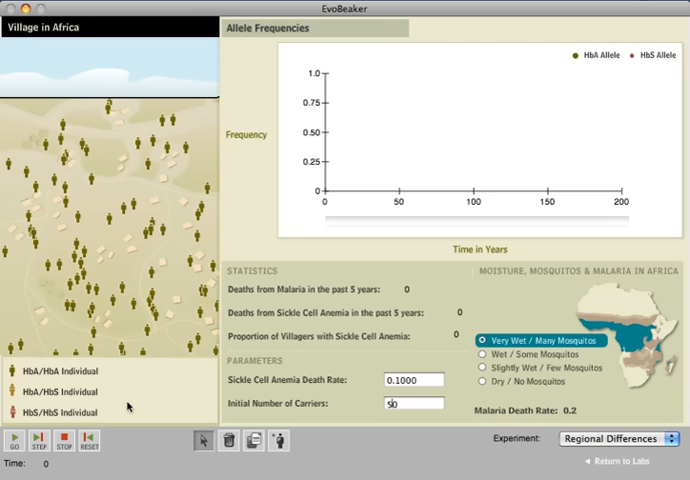 EvoBeaker
Village in Africa
Allele Frequencies
HbA Allele
HbS Allele
1.0
0.75
0.50
0.25
0
Frequency
0 50 100 150 200
Time in Years
STATISTICS
Deaths from Malaria in the past 5 years: 0
Deaths from Sickle Cell Anemia in the past 5 years: 0
Proportion of Villagers with Sickle Cell Anemia: 0
PARAMETERS
Sickle Cell Anemia Death Rate: 0.1000
Initial Number of Carriers: 50
MOISTURE, MOSQUITOS & MALARIA IN AFRICA
Very Wet / Many Mosquitos
Wet / Some Mosquitos
Slightly Wet / Few Mosquitos
Dry / No Mosquitos
Malaria Death Rate: 0.2
HbA/HbA Individual
HbA/HbS Individual
HbS/HbS Individual
GO STEP STOP RESET
Experiment: Regional Differences
Time: 0
Return to Labs